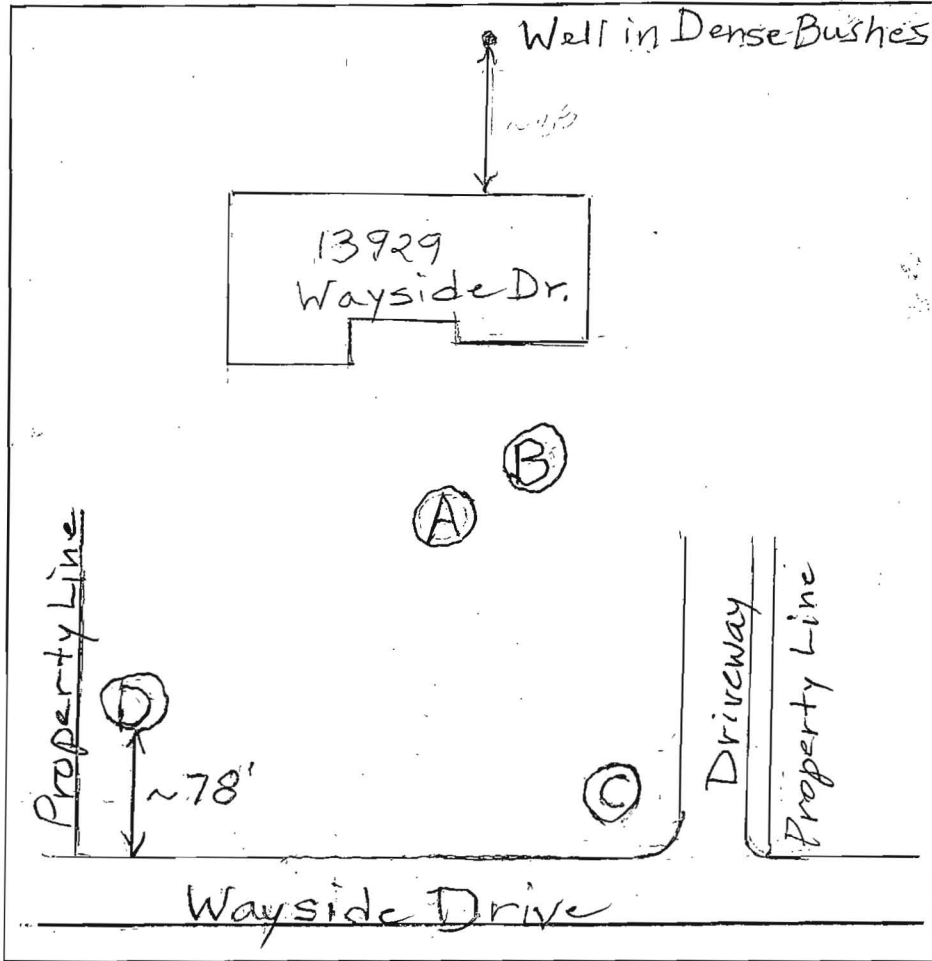 Well in Dense Bushes
13929
Wayside Dr.
B
A
Property Line
D
~78'
C
Driveway
Property Line
Wayside Drive